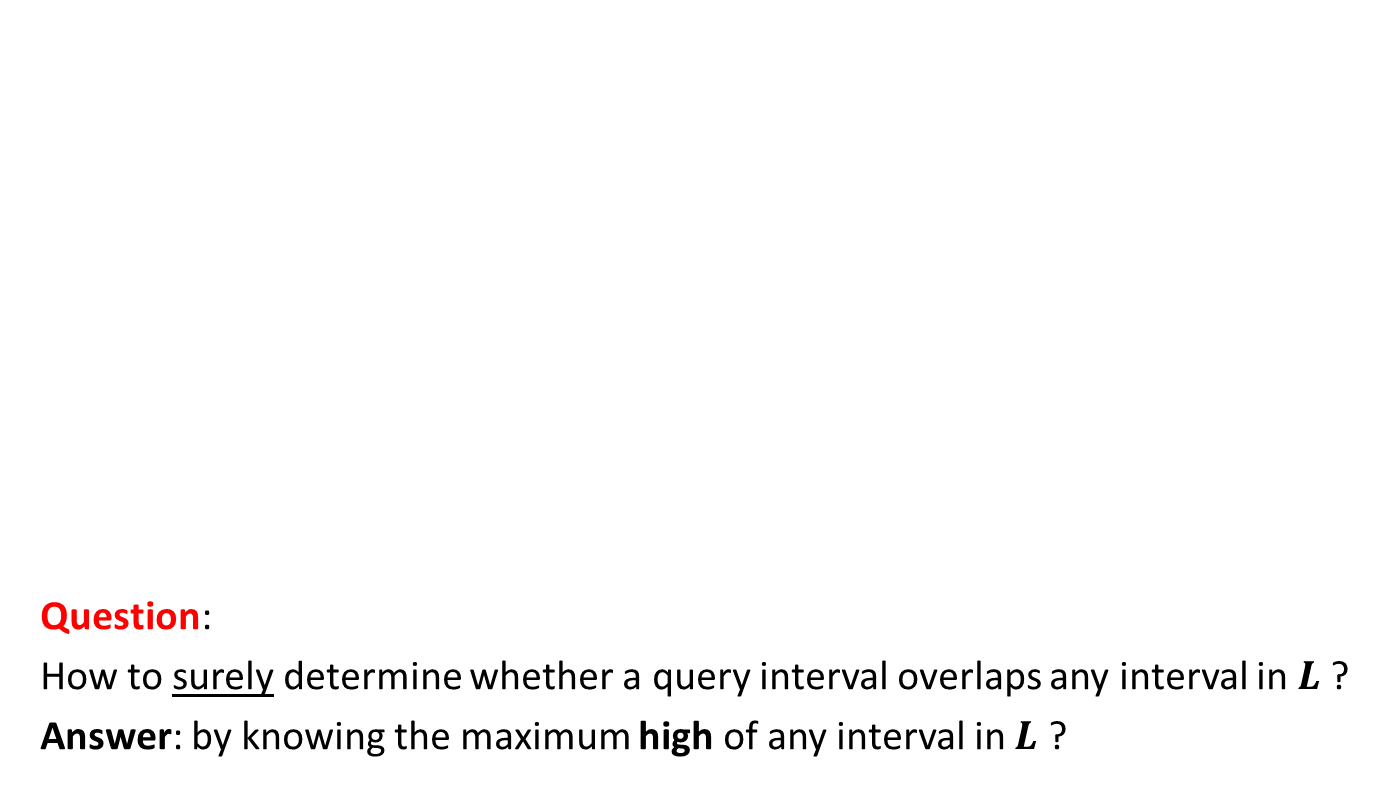 Question:
How to surely determine whether a query interval overlaps any interval in L ?
Answer: by knowing the maximum high of any interval in L ?